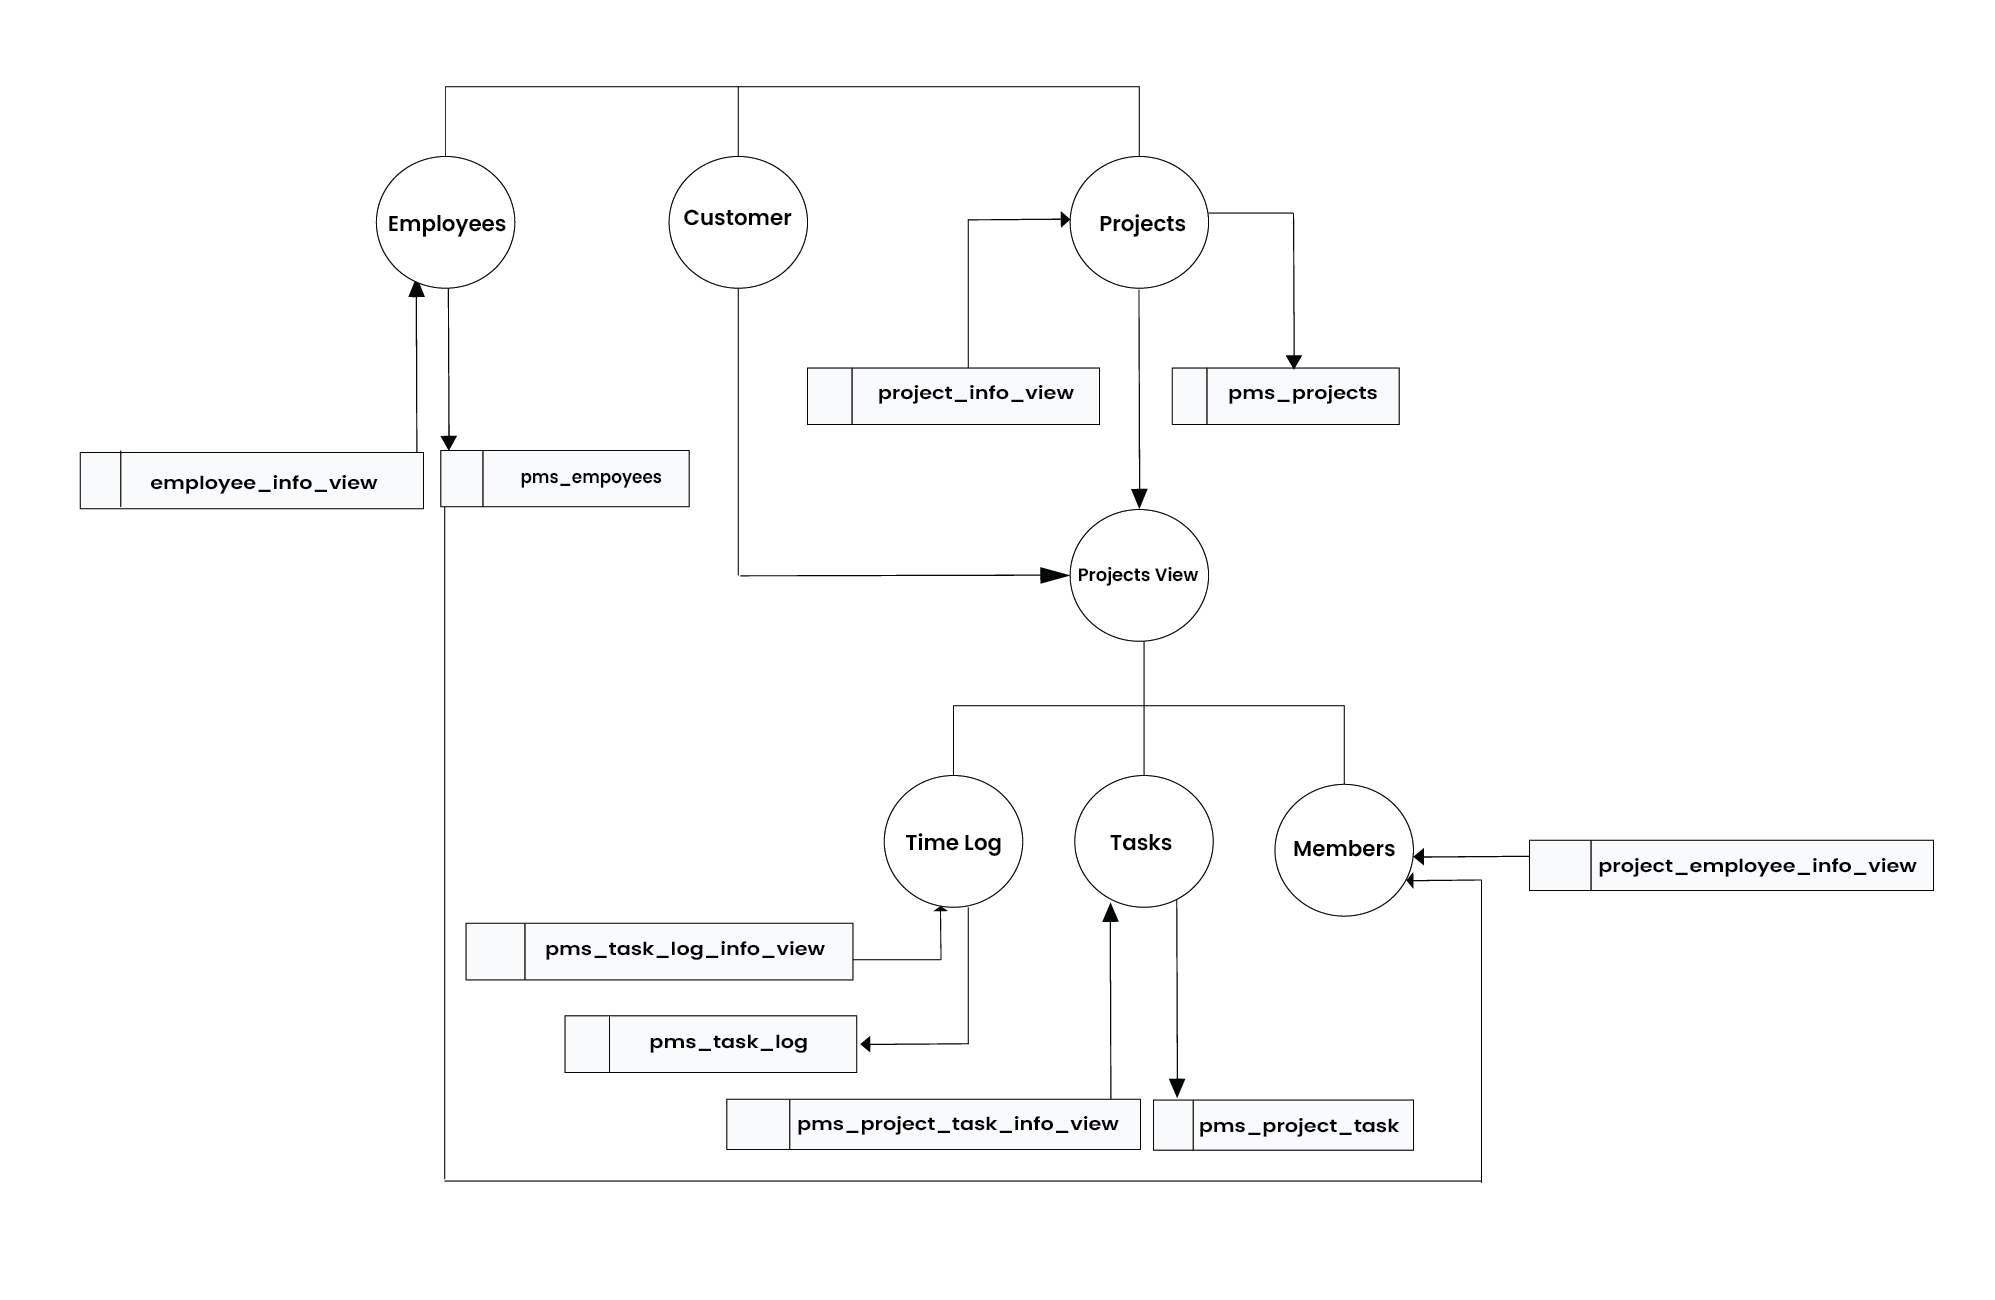 Employees
Customer
Projects
project_info_view
pms_projects
employee_info_view
pms_empoyees
Projects View
Time Log
Tasks
Members
project_employee_info_view
pms_task_log_info_view
pms_task_log
pms_project_task_info_view
pms_project_task